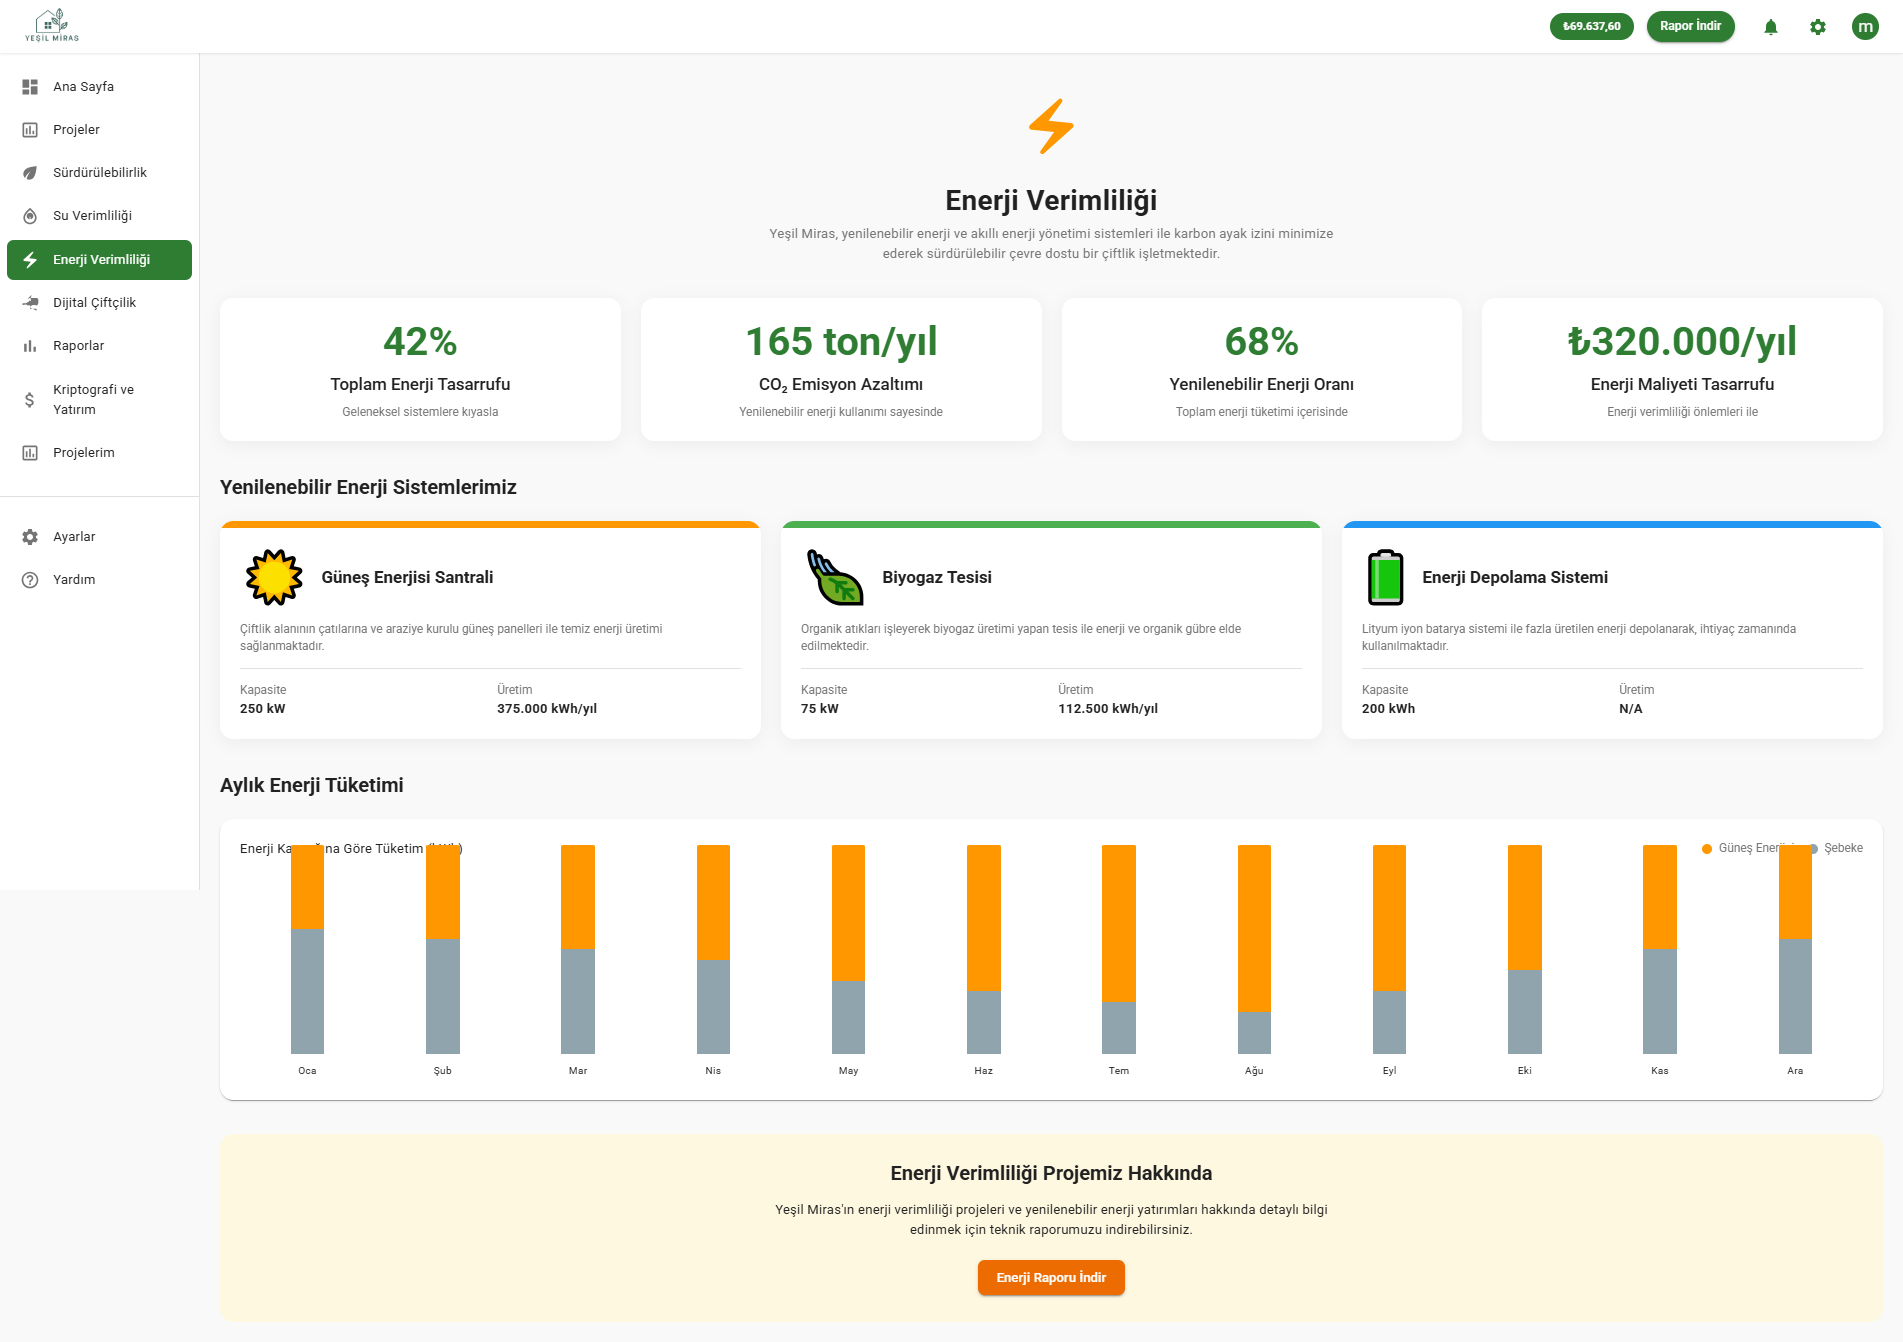 YEŞİL MİRAS
₺69.637,60
Rapor İndir
m
Ana Sayfa
Projeler
Sürdürülebilirlik
Su Verimliliği
Enerji Verimliliği
Dijital Çiftçilik
Raporlar
Kriptografi ve
Yatırım
Projelerim
Ayarlar
Yardım
Enerji Verimliliği
Yeşil Miras, yenilenebilir enerji ve akıllı enerji yönetimi sistemleri ile karbon ayak izini minimize
ederek sürdürülebilir çevre dostu bir çiftlik işletmektedir.
42%
Toplam Enerji Tasarrufu
Geleneksel sistemlere kıyasla
165 ton/yıl
CO₂ Emisyon Azaltımı
Yenilenebilir enerji kullanımı sayesinde
68%
Yenilenebilir Enerji Oranı
Toplam enerji tüketimi içerisinde
₺320.000/yıl
Enerji Maliyeti Tasarrufu
Enerji verimliliği önlemleri ile
Yenilenebilir Enerji Sistemlerimiz
Güneş Enerjisi Santrali
Çiftlik alanının çatılarına ve araziye kurulu güneş panelleri ile temiz enerji üretimi
sağlanmaktadır.
Kapasite
250 kW
Üretim
375.000 kWh/yıl
Biyogaz Tesisi
Organik atıkları işleyerek biyogaz üretimi yapan tesis ile enerji ve organik gübre elde
edilmektedir.
Kapasite
75 kW
Üretim
112.500 kWh/yıl
Enerji Depolama Sistemi
Lityum iyon batarya sistemi ile fazla üretilen enerji depolanarak, ihtiyaç zamanında
kullanılmaktadır.
Kapasite
200 kWh
Üretim
N/A
Aylık Enerji Tüketimi
Enerji Göre Tüketim
Güneş Şebeke
Oca Şub Mar Nis May Haz Tem Ağu Eyl Eki Kas Ara
Enerji Verimliliği Projemiz Hakkında
Yeşil Miras'ın enerji verimliliği projeleri ve yenilenebilir enerji yatırımları hakkında detaylı bilgi
edinmek için teknik raporumuzu indirebilirsiniz.
Enerji Raporu İndir